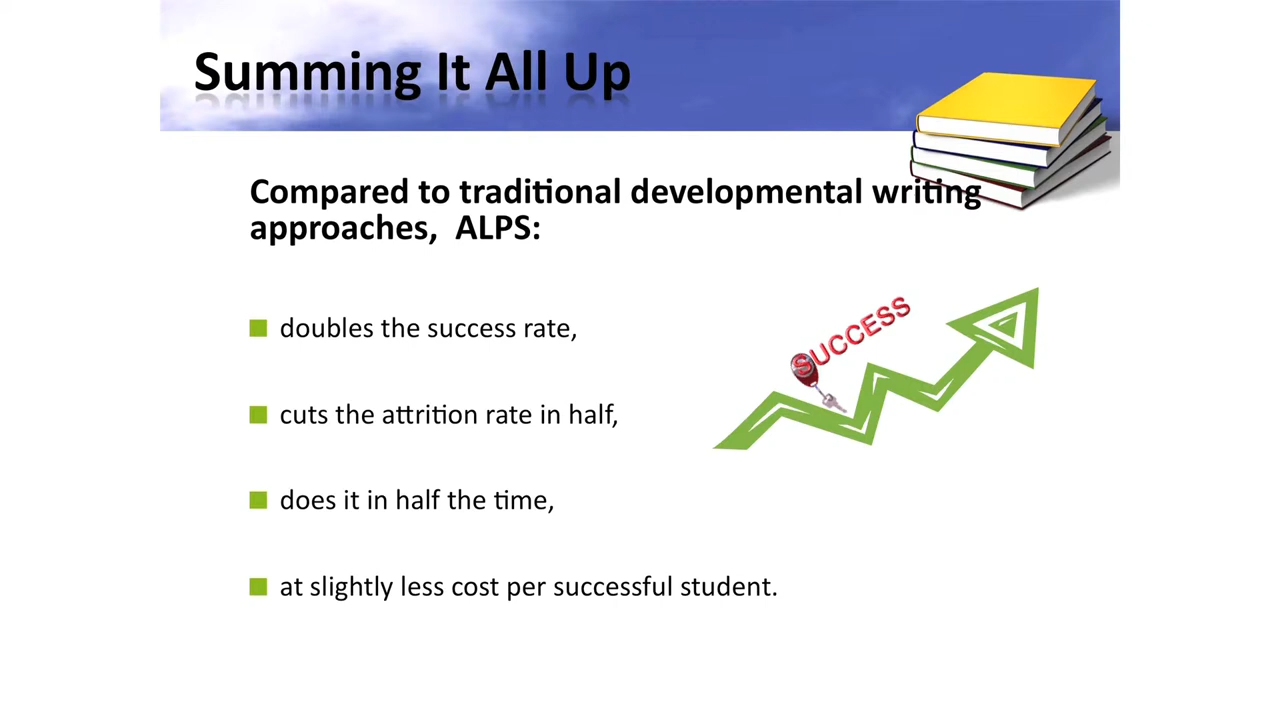 Summing It All Up
Compared to traditional developmental writing
approaches,  ALPS:
doubles the success rate,
SUCCESS
cuts the attrition rate in half,
does it in half the time,
at slightly less cost per successful student.